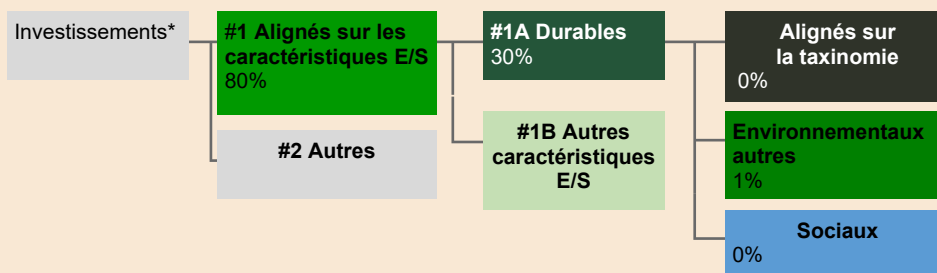 Investissements*
#1 Alignés sur les
caractéristiques E/S
80%
#2 Autres
#1A Durables
30%
#1B Autres
caractéristiques
E/S
Alignés sur
la taxinomie
0%
Environnementaux
autres
1%
Sociaux
0%